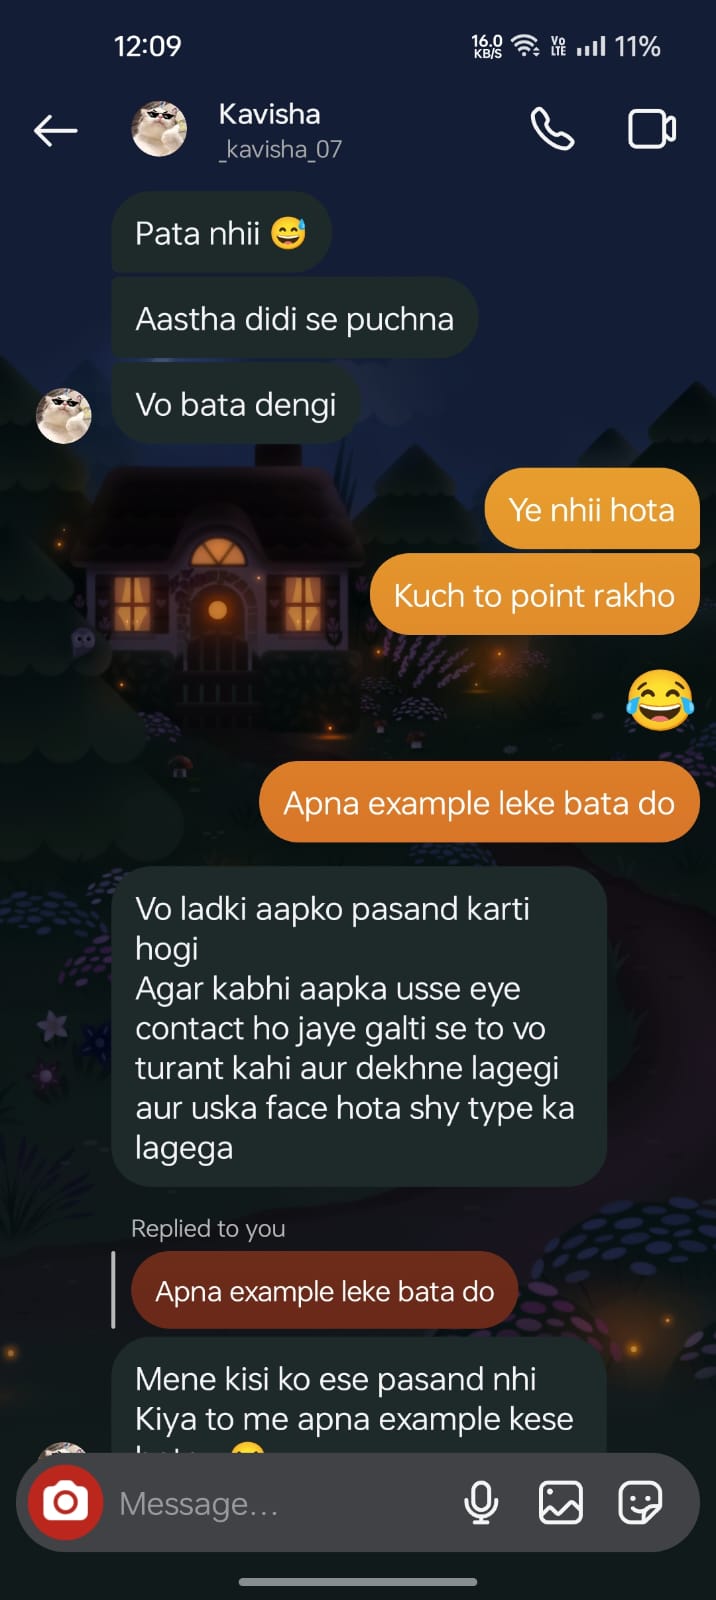 12:09
16.0 KB/S Vo LTE 11%
Kavisha
_kavisha_07
Pata nhii 😅
Aastha didi se puchna
Vo bata dengi
Ye nhii hota
Kuch to point rakho
😂
Apna example leke bata do
Vo ladki aapko pasand karti
hogi
Agar kabhi aapka usse eye
contact ho jaye galti se to vo
turant kahi aur dekhne lagegi
aur uska face hota shy type ka
lagega
Replied to you
Apna example leke bata do
Mene kisi ko ese pasand nhi
Kiya to me apna example kese
Message...